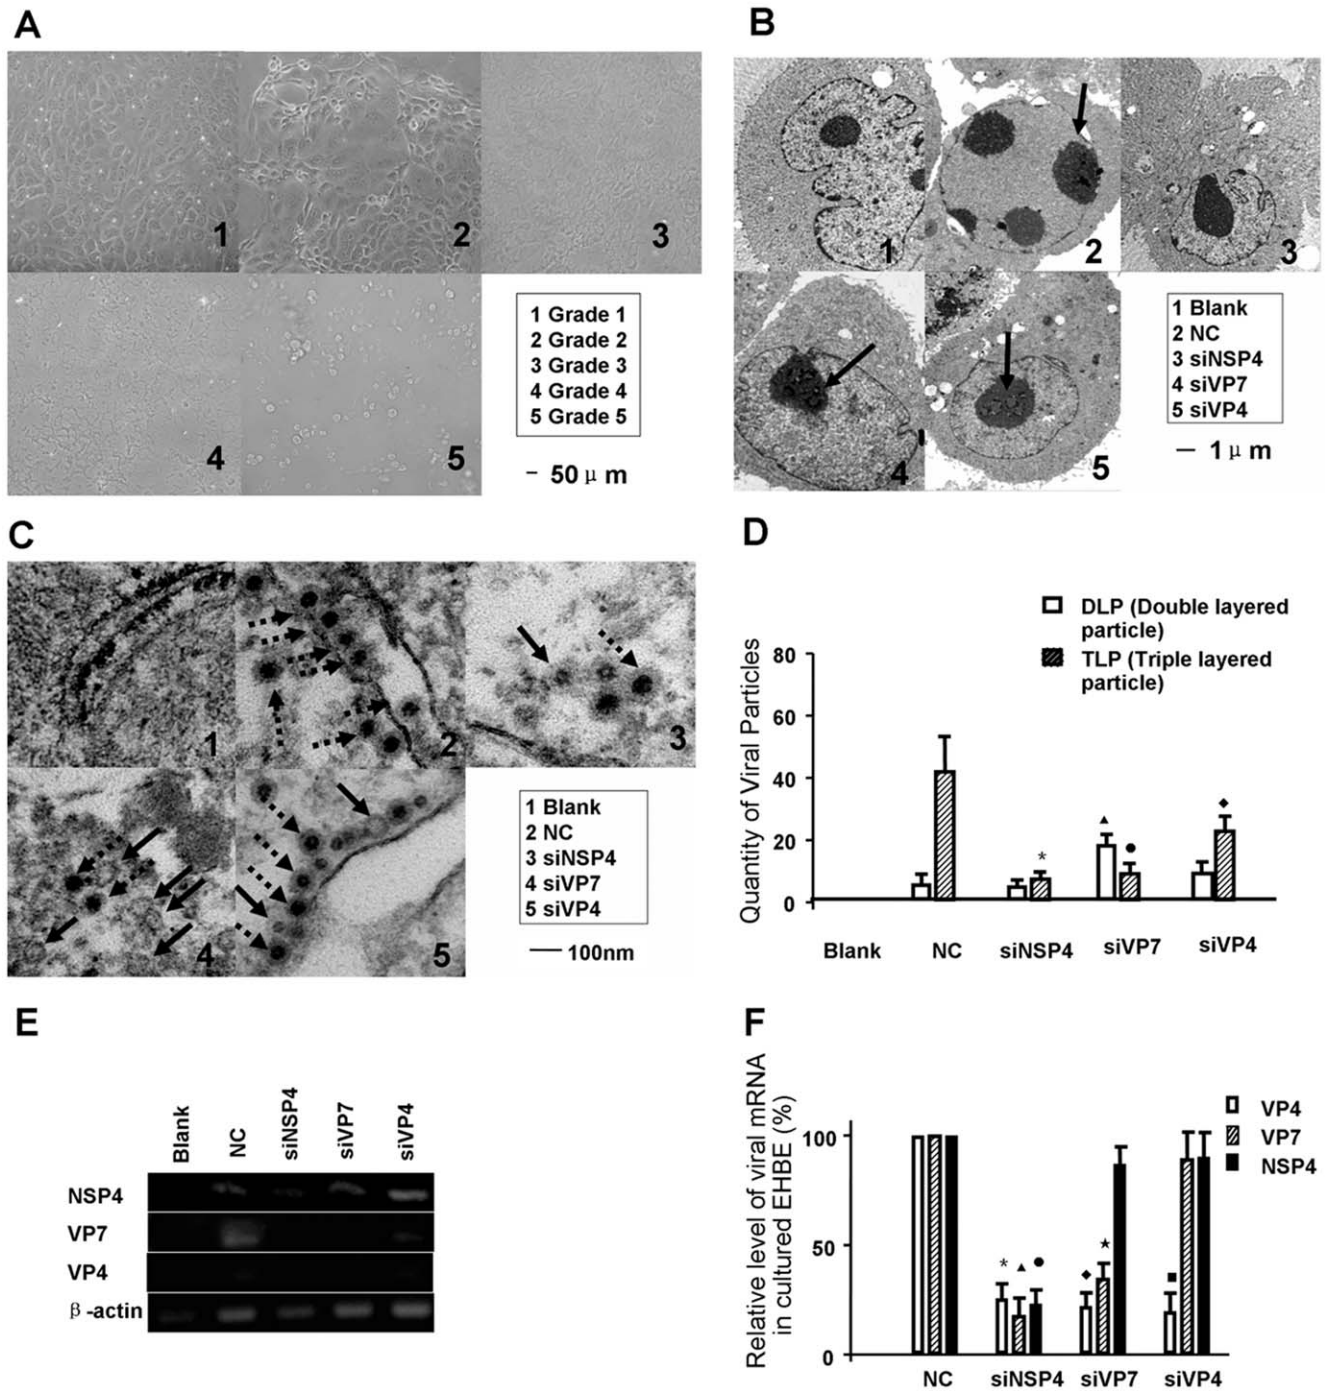 A
1
2
3
4
5
1 Grade 1
2 Grade 2
3 Grade 3
4 Grade 4
5 Grade 5
50 μ m
B
1
2
3
4
5
1 Blank
2 NC
3 siNSP4
4 siVP7
5 siVP4
1 μ m
C
1
2
3
4
5
1 Blank
2 NC
3 siNSP4
4 siVP7
5 siVP4
100nm
D
DLP (Double layered
particle)
TLP (Triple layered
particle)
Quantity of Viral Particles
80
60
40
20
0
Blank
NC
siNSP4
siVP7
siVP4
*
E
Blank
NC
siNSP4
siVP7
siVP4
NSP4
VP7
VP4
β-actin
F
Relative level of viral mRNA
in cultured EHBE (%)
100
50
0
VP4
VP7
NSP4
*
NC
siNSP4
siVP7
siVP4